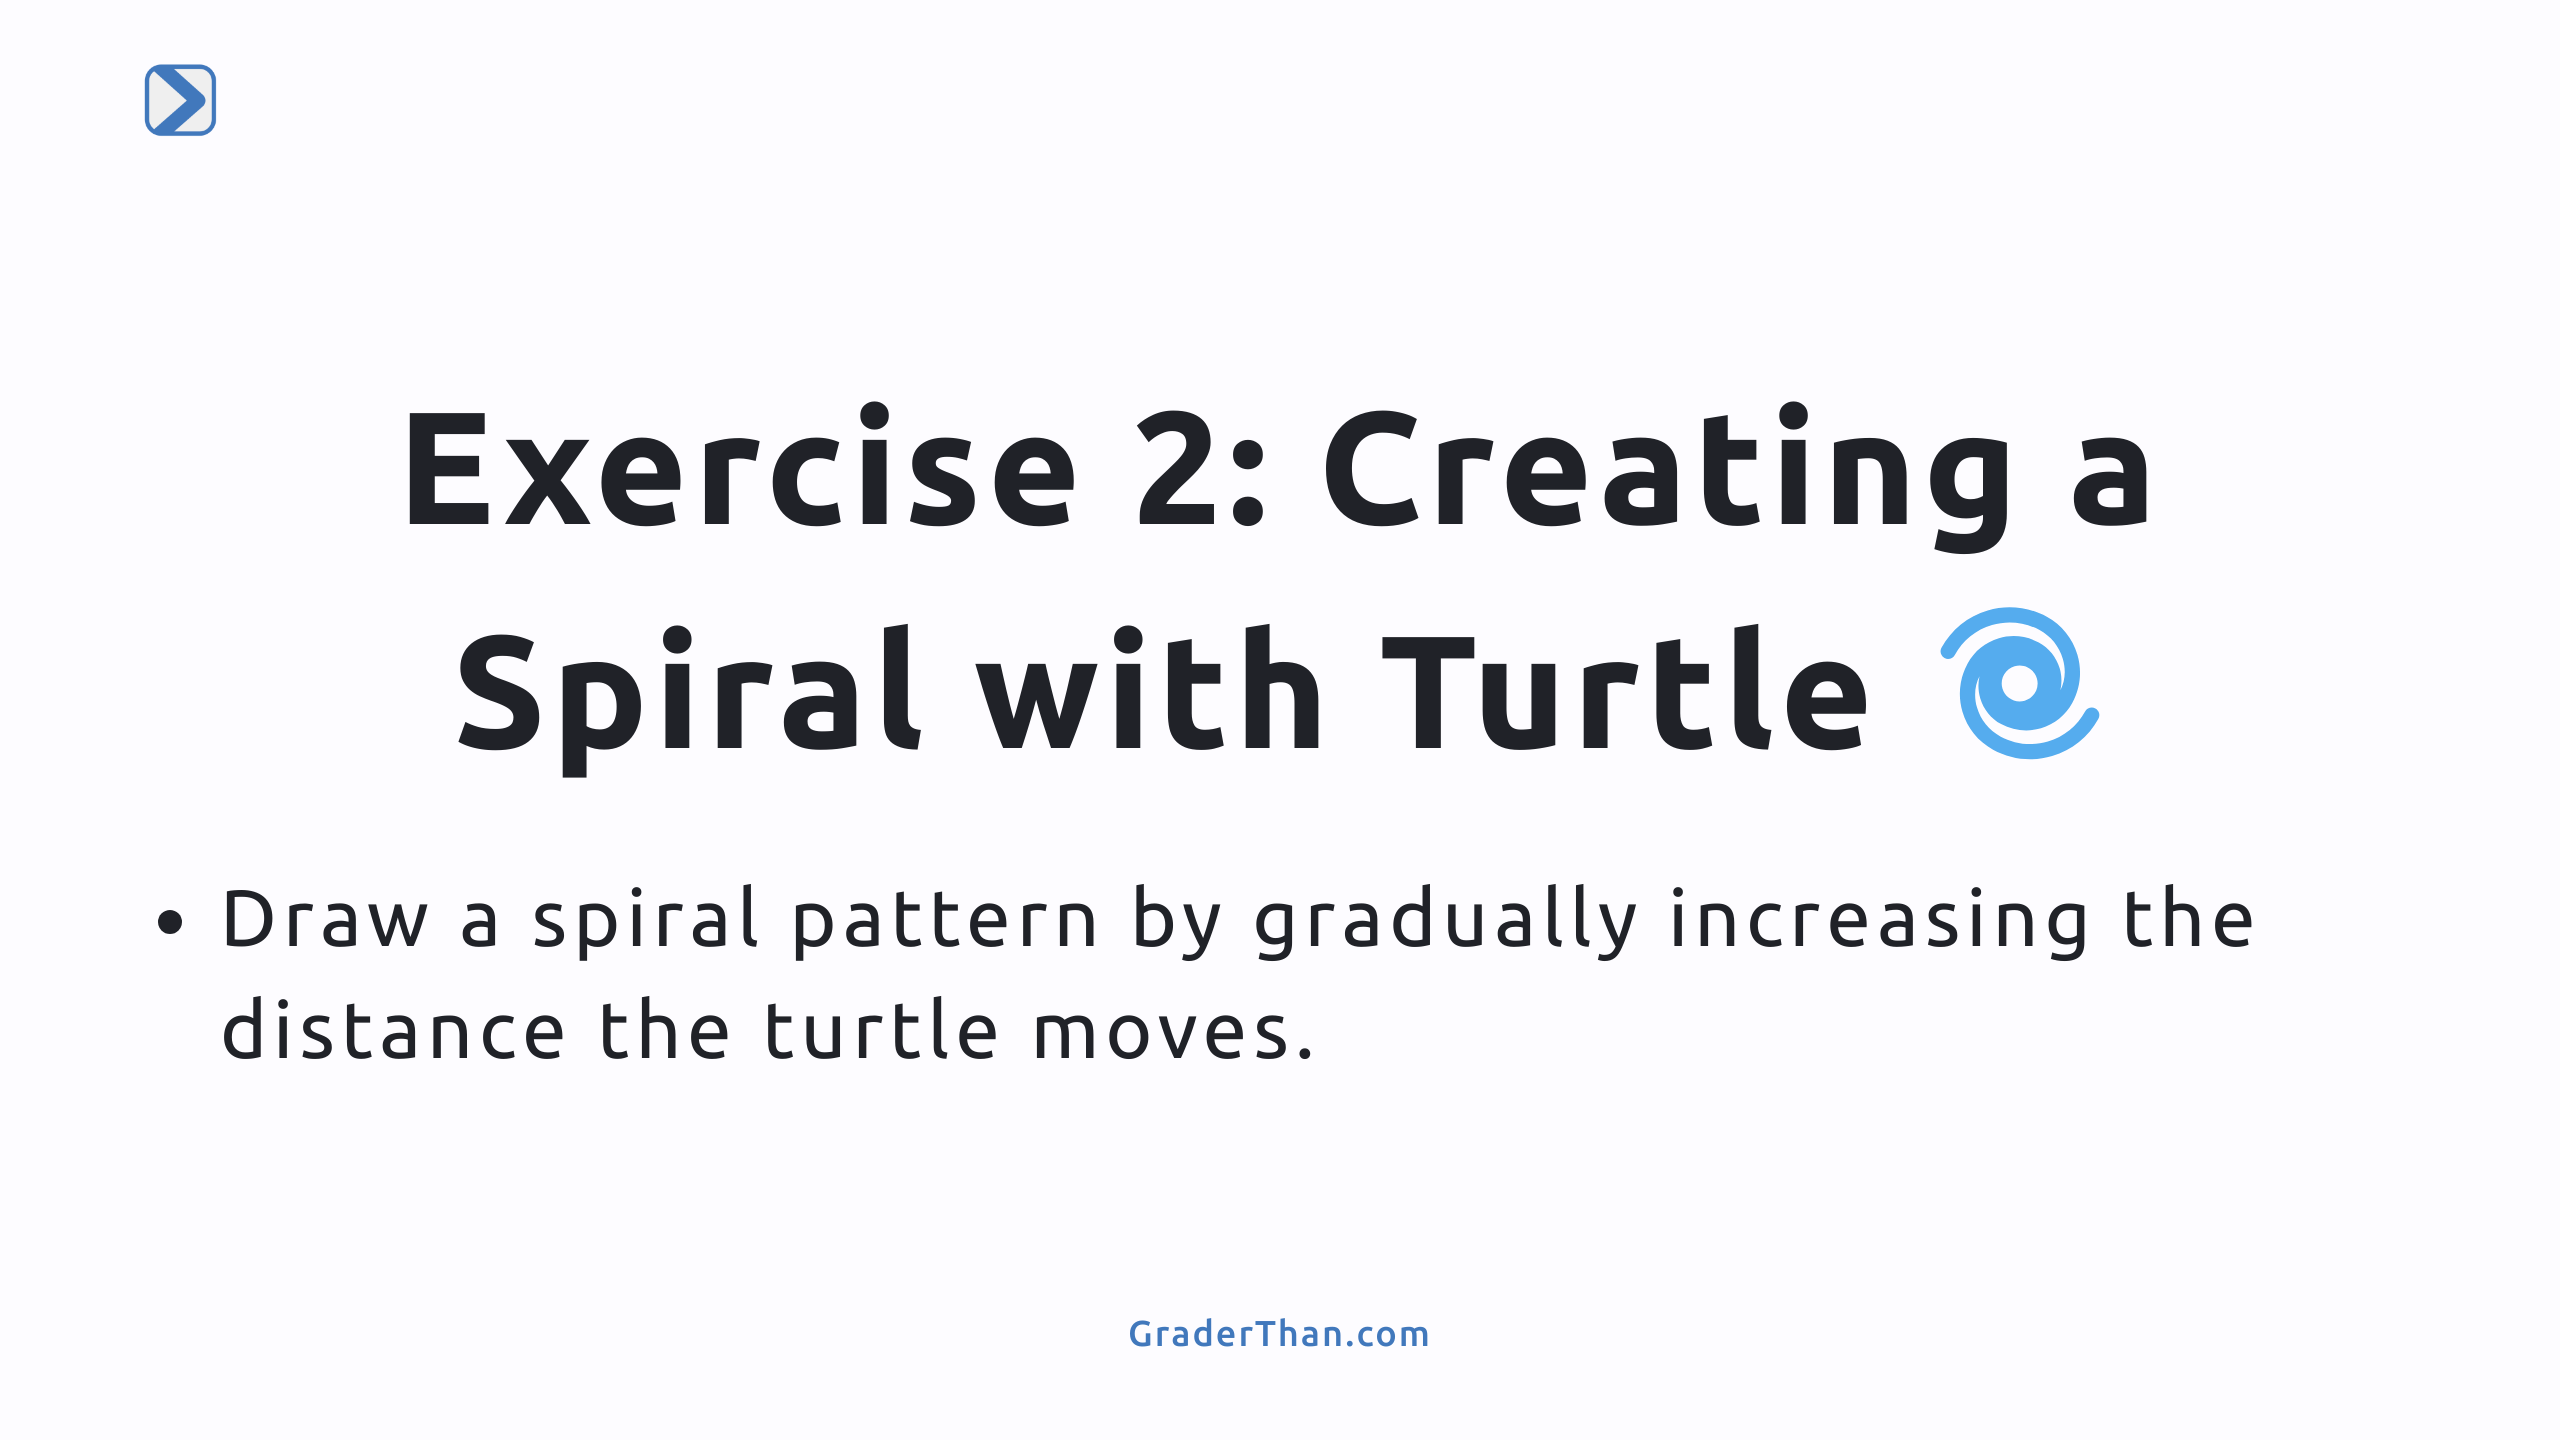 Exercise 2: Creating a
Spiral with Turtle 🌀
• Draw a spiral pattern by gradually increasing the
distance the turtle moves.
GraderThan.com